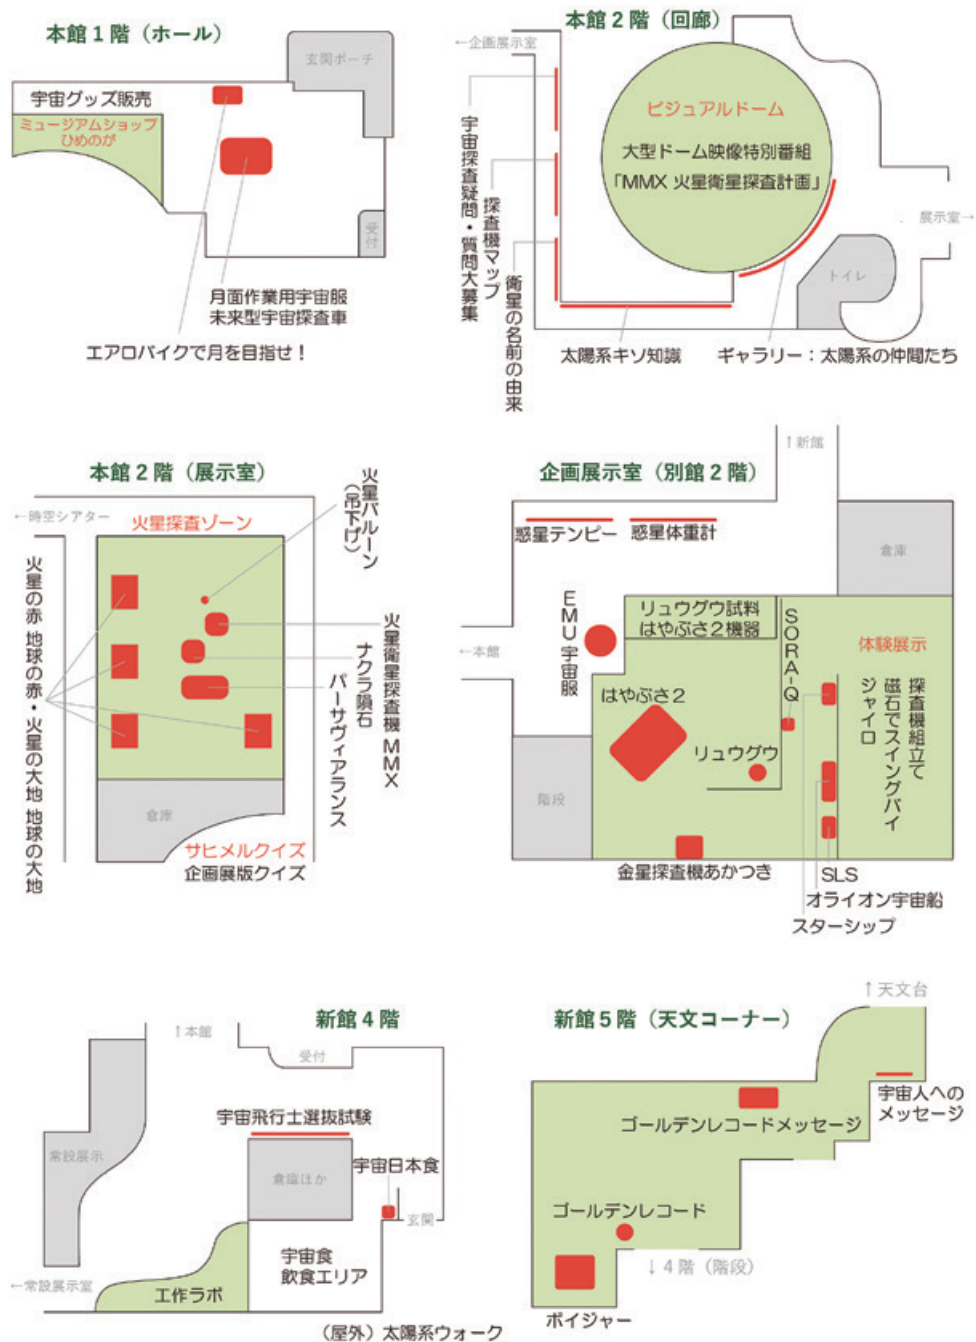 本館1階（ホール）
玄関ポーチ
宇宙グッズ販売
ミュージアムショップ
ひめのが
受付
月面作業用宇宙服
未来型宇宙探査車
エアロバイクで月を目指せ！
本館2階（回廊）
←企画展示室
ビジュアルドーム
大型ドーム映像特別番組
「MMX 火星衛星探査計画」
宇宙探査疑問・質問大募集
探査機マップ
衛星の名前の由来
展示室→
トイレ
太陽系キソ知識
ギャラリー：太陽系の仲間たち
本館2階（展示室）
←時空シアター
火星探査ゾーン
火星バルーン
（吊下げ）
火星の赤 地球の赤・火星の大地 地球の大地
火星衛星探査機 MMX
ナクラ隕石
パーサヴィアランス
倉庫
サヒメルクイズ
企画展版クイズ
企画展示室（別館2階）
↑新館
惑星テンピー
惑星体重計
倉庫
EMU宇宙服
リュウグウ試料
はやぶさ2機器
SORA-Q
体験展示
←本館
はやぶさ2
探査機組立て
磁石でスイングバイ
ジャイロ
リュウグウ
階段
金星探査機あかつき
SLS
オライオン宇宙船
スターシップ
新館4階
↑本館
受付
宇宙飛行士選抜試験
常設展示
倉庫ほか
宇宙日本食
玄関
宇宙食
飲食エリア
←常設展示室
工作ラボ
（屋外）太陽系ウォーク
新館5階（天文コーナー）
↑天文台
宇宙人への
メッセージ
ゴールデンレコードメッセージ
ゴールデンレコード
↓4階（階段）
ボイジャー